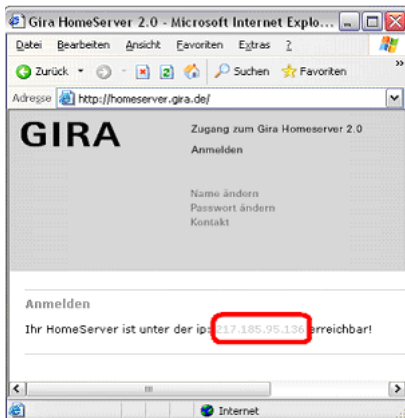 Gira HomeServer 2.0 - Microsoft Internet Explo...
Datei Bearbeiten Ansicht Favoriten Extras ?
Zurück Suchen Favoriten »
Adresse http://homeserver.gira.de/
GIRA
Zugang zum Gira Homeserver 2.0
Anmelden
Name ändern
Passwort ändern
Kontakt
Anmelden
Ihr HomeServer ist unter der ip: 217.185.95.136 erreichbar!
Internet